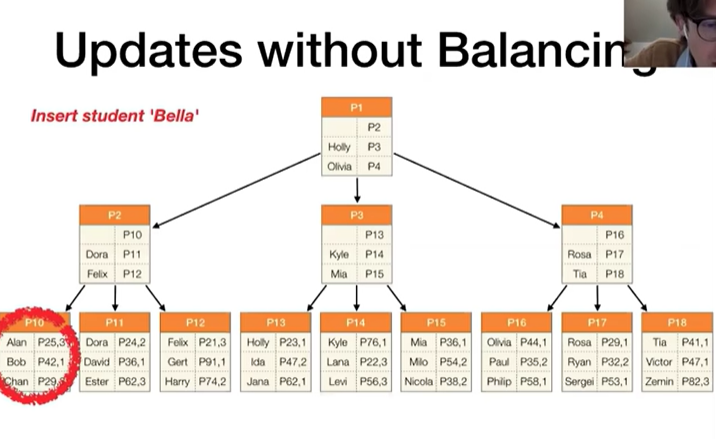 Updates without Balancing
Insert student 'Bella'
P1
P2
Holly P3
Olivia P4
P2
P10
Dora P11
Felix P12
P3
P13
Kyle P14
Mia P15
P4
P16
Rosa P17
Tia P18
P10
Alan P25,3
Bob P42,1
Chan
P11
Dora P24,2
David P36,1
Ester P62,3
P12
Felix P21,3
Gert P91,1
Harry P74,2
P13
Holly P23,1
Ida P47,2
Jana P62,1
P14
Kyle P76,1
Lana P22,3
Levi P56,3
P15
Mia P36,1
Milo P54,2
Nicola P38,2
P16
Olivia P44,1
Paul P35,2
Philip P58,1
P17
Rosa P29,1
Ryan P32,2
Sergei P53,1
P18
Tia P41,1
Victor P47,1
Zemin P82,3